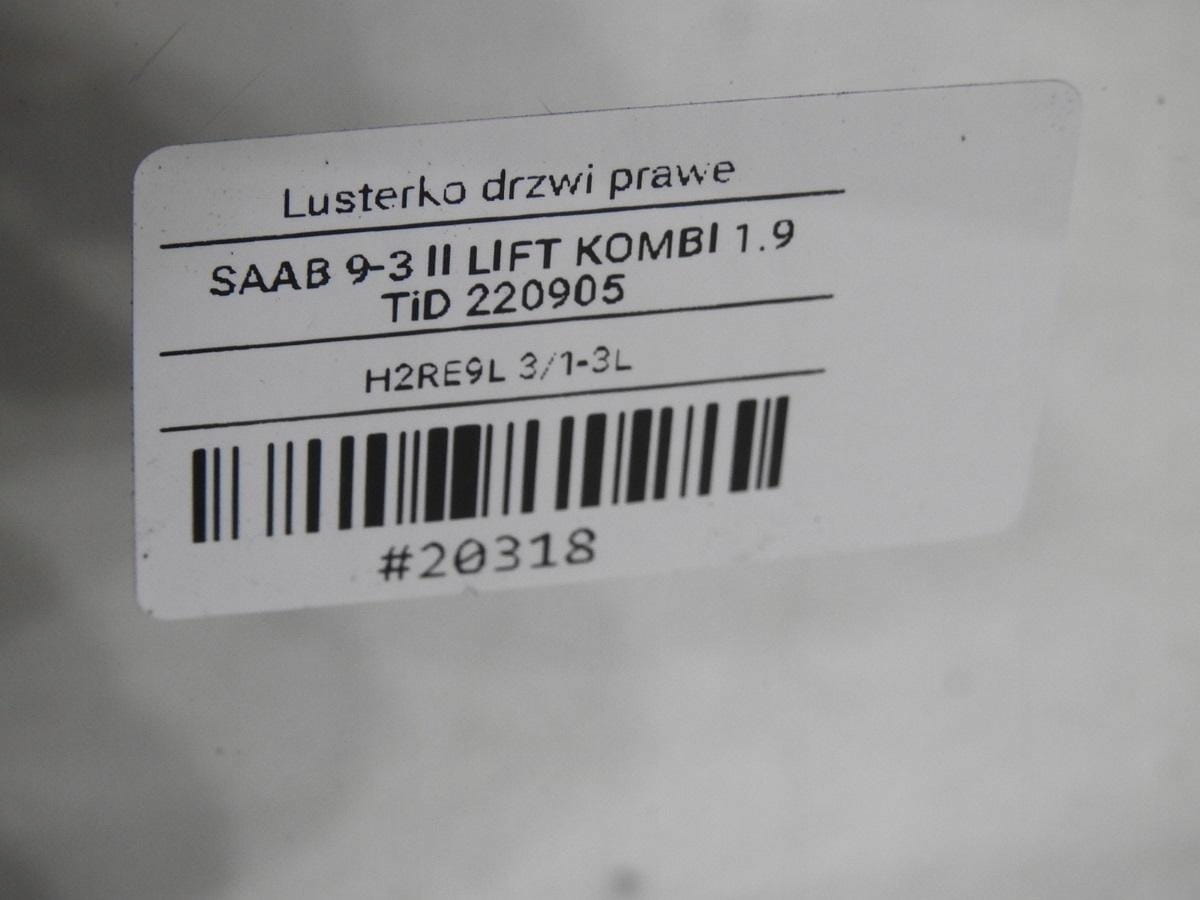 Lusterko drzwi prawe
SAAB 9-3 II LIFT KOMBI 1.9
TiD 220905
H2RE9L 3/1-3L
#20318